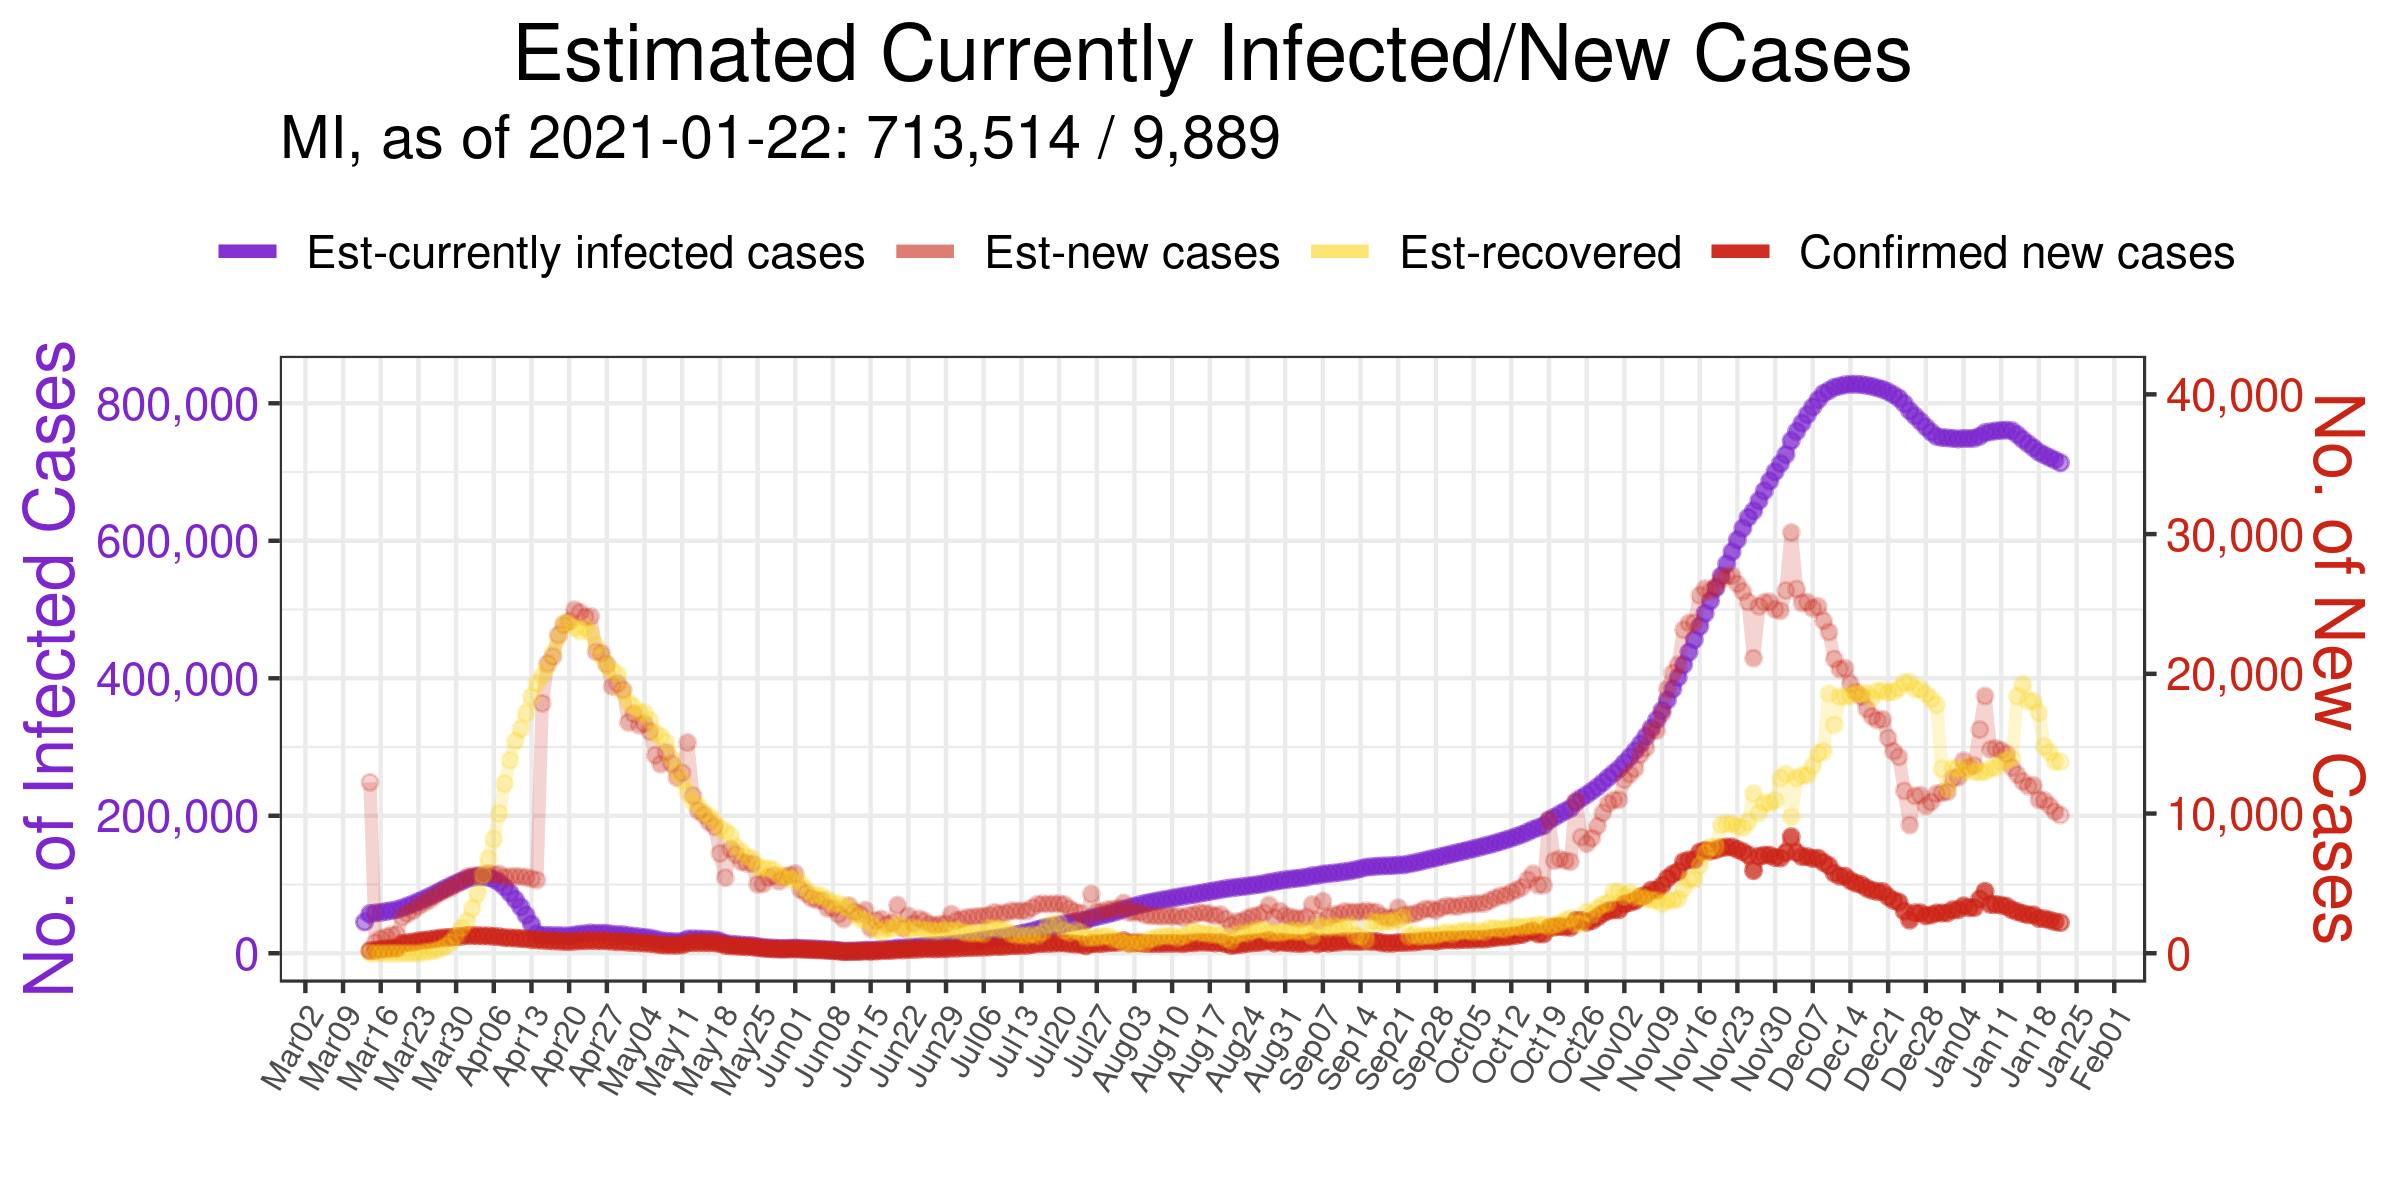 Estimated Currently Infected/New Cases
MI, as of 2021-01-22: 713,514 / 9,889
Est-currently infected cases Est-new cases Est-recovered Confirmed new cases
No. of Infected Cases
800,000
600,000
400,000
200,000
0
40,000
30,000
20,000
10,000
0
No. of New Cases
Mar02 Mar09 Mar16 Mar23 Mar30 Apr06 Apr13 Apr20 Apr27 May04 May11 May18 May25 Jun01 Jun08 Jun15 Jun22 Jun29 Jul06 Jul13 Jul20 Jul27 Aug03 Aug10 Aug17 Aug24 Aug31 Sep07 Sep14 Sep21 Sep28 Oct05 Oct12 Oct19 Oct26 Nov02 Nov09 Nov16 Nov23 Nov30 Dec07 Dec14 Dec21 Dec28 Jan04 Jan11 Jan18 Jan25 Feb01